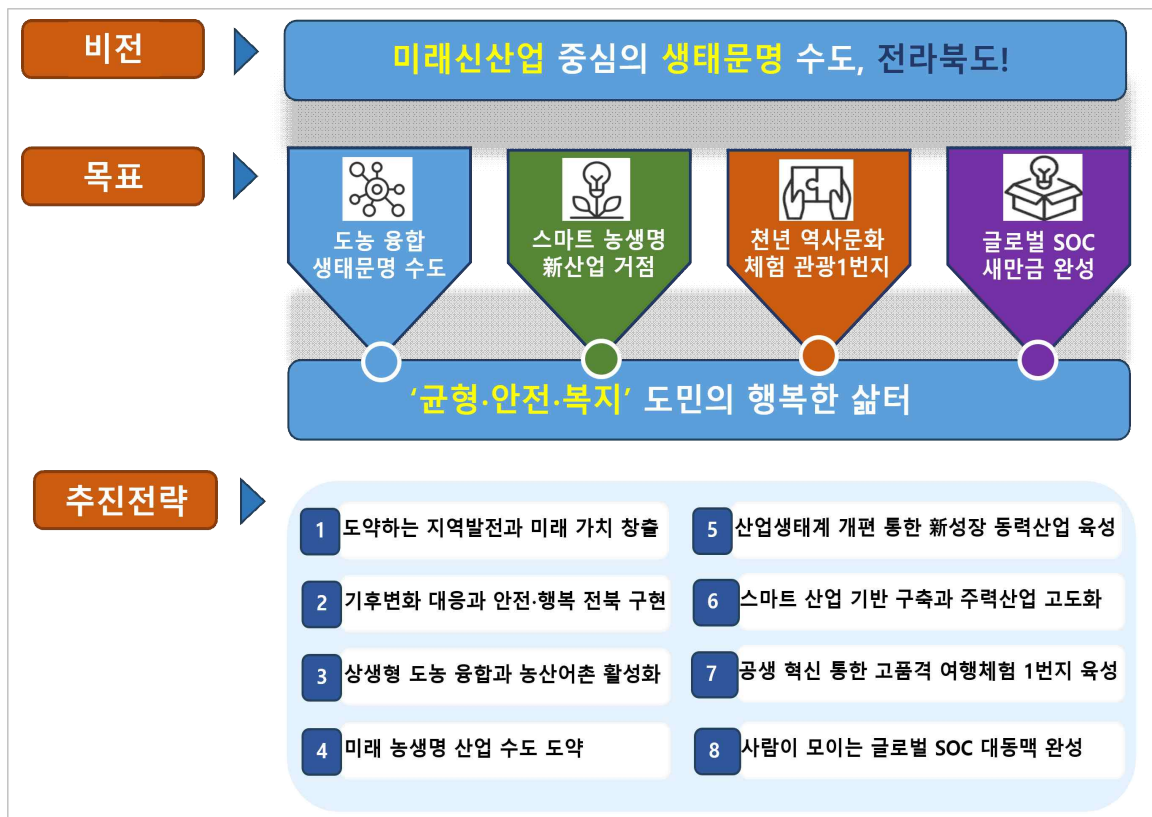 비전
미래신산업 중심의 생태문명 수도, 전라북도!
목표
도농 융합
생태문명 수도
스마트 농생명
新산업 거점
천년 역사문화
체험 관광1번지
글로벌 SOC
새만금 완성
‘균형·안전·복지’ 도민의 행복한 삶터
추진전략
1 도약하는 지역발전과 미래 가치 창출
2 기후변화 대응과 안전·행복 전북 구현
3 상생형 도농 융합과 농산어촌 활성화
4 미래 농생명 산업 수도 도약
5 산업생태계 개편 통한 新성장 동력산업 육성
6 스마트 산업 기반 구축과 주력산업 고도화
7 공생 혁신 통한 고품격 여행체험 1번지 육성
8 사람이 모이는 글로벌 SOC 대동맥 완성